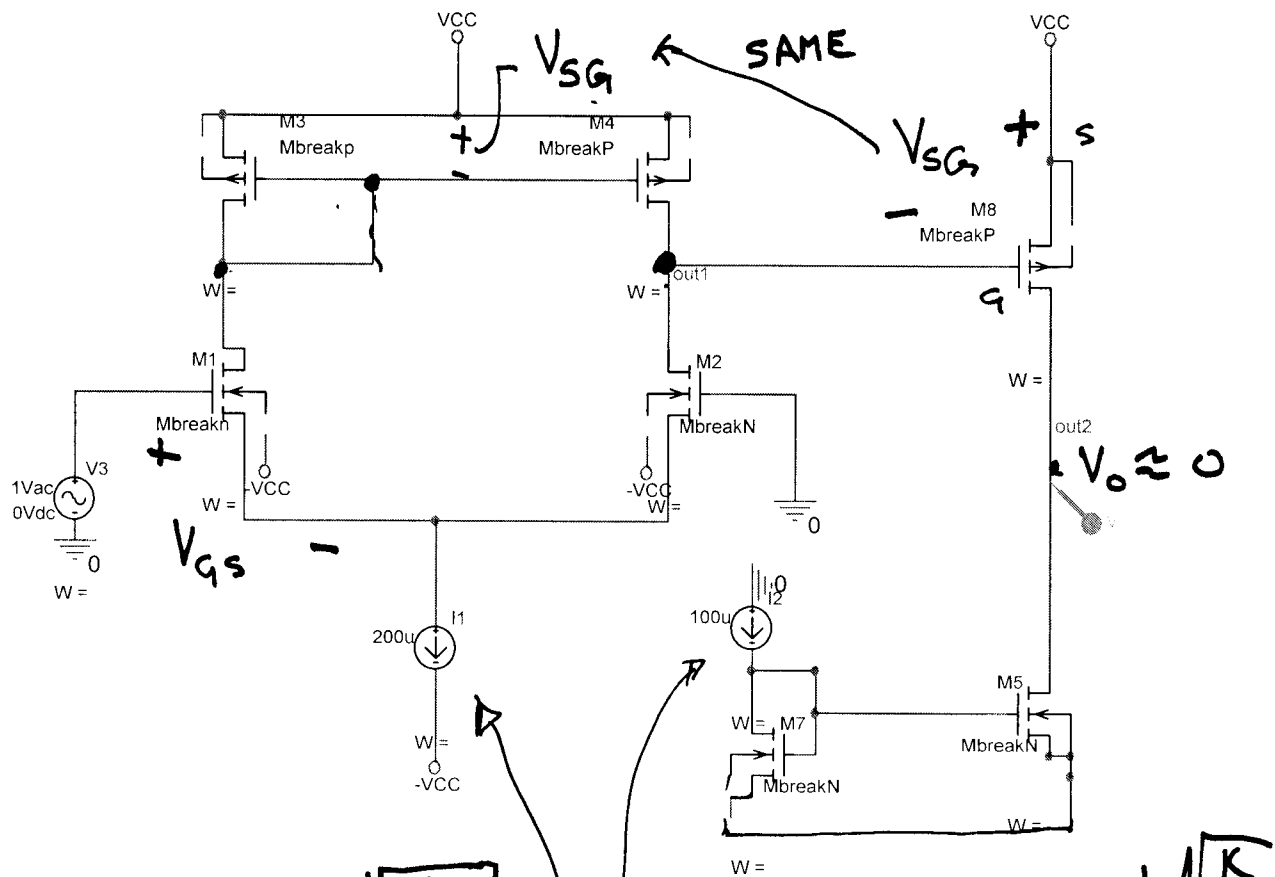 VCC
VCC
VSG
SAME
M3
Mbreakp
M4
MbreakP
+
-
VSG
+
S
-
M8
MbreakP
out1
W =
W =
G
M1
Mbreakn
M2
MbreakN
W =
out2
+
V3
1Vac
0Vdc
-VCC
-VCC
Vo ≈ 0
W =
W =
VGS
-
0
0
W =
0
I2
100u
I1
200u
M5
MbreakN
W =
M7
MbreakN
W =
-VCC
W =
W =
K